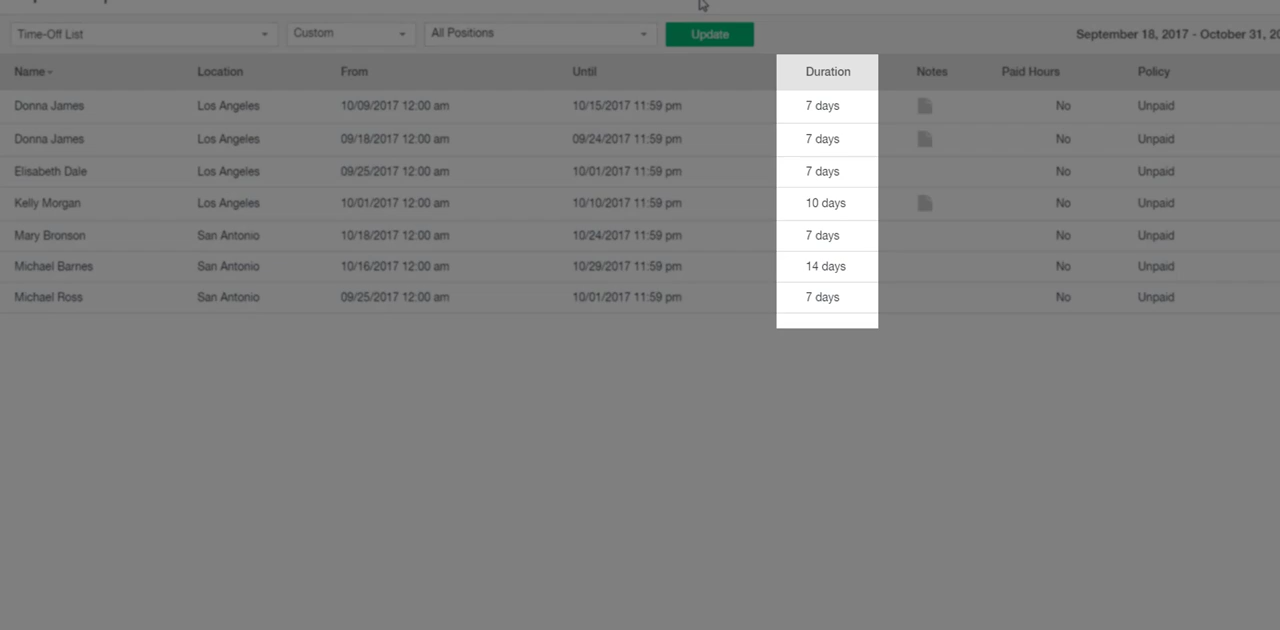 Time-Off List Custom All Positions Update September 18, 2017 - October 31, 20
Name Location From Until Duration Notes Paid Hours Policy
Donna James Los Angeles 10/09/2017 12:00 am 10/15/2017 11:59 pm 7 days No Unpaid
Donna James Los Angeles 09/18/2017 12:00 am 09/24/2017 11:59 pm 7 days No Unpaid
Elisabeth Dale Los Angeles 09/25/2017 12:00 am 10/01/2017 11:59 pm 7 days No Unpaid
Kelly Morgan Los Angeles 10/01/2017 12:00 am 10/10/2017 11:59 pm 10 days No Unpaid
Mary Bronson San Antonio 10/18/2017 12:00 am 10/24/2017 11:59 pm 7 days No Unpaid
Michael Barnes San Antonio 10/16/2017 12:00 am 10/29/2017 11:59 pm 14 days No Unpaid
Michael Ross San Antonio 09/25/2017 12:00 am 10/01/2017 11:59 pm 7 days No Unpaid